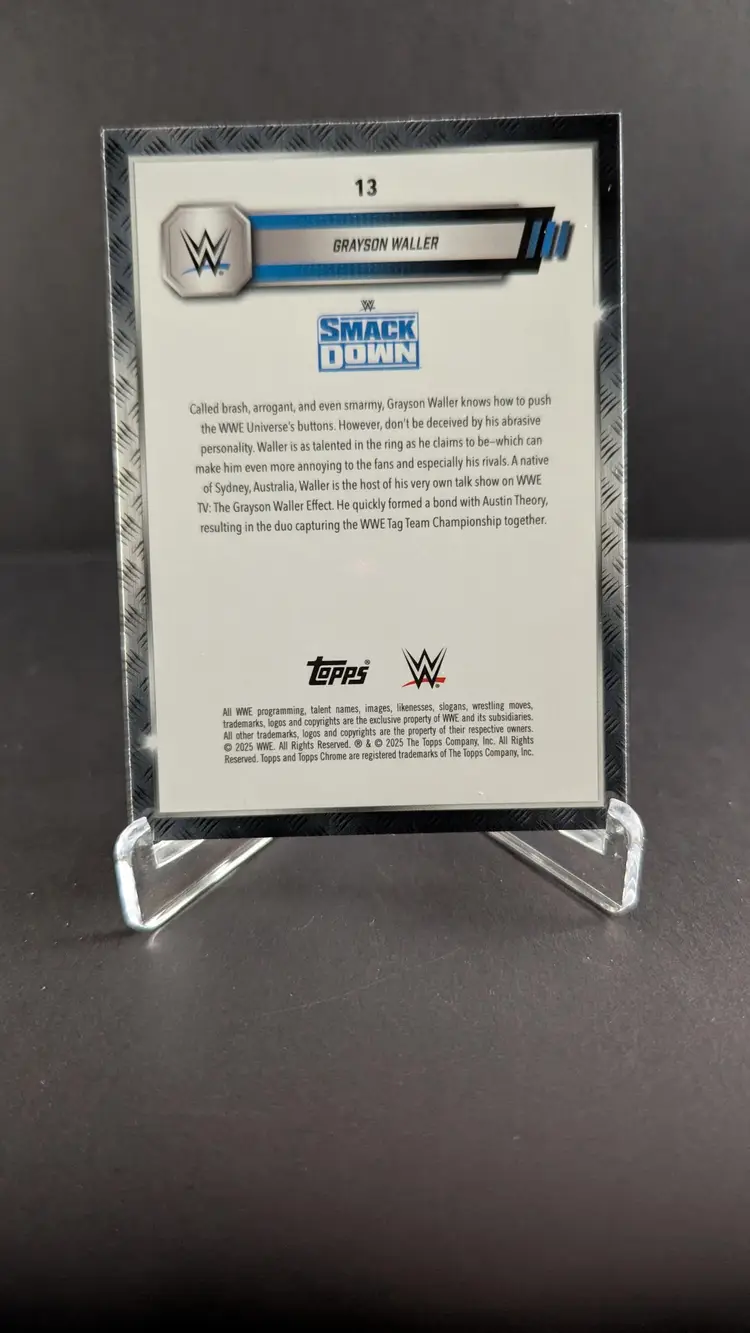 13
W
GRAYSON WALLER
W
SMACK
DOWN
Called brash, arrogant, and even smarmy, Grayson Waller knows how to push
the WWE Universe's buttons. However, don't be deceived by his abrasive
personality. Waller is as talented in the ring as he claims to be—which can
make him even more annoying to the fans and especially his rivals. A native
of Sydney, Australia, Waller is the host of his very own talk show on WWE
TV: The Grayson Waller Effect. He quickly formed a bond with Austin Theory,
resulting in the duo capturing the WWE Tag Team Championship together.
Topps® W®
All WWE programming, talent names, images, likenesses, slogans, wrestling moves,
trademarks, logos and copyrights are the exclusive property of WWE and its subsidiaries.
All other trademarks, logos and copyrights are the property of their respective owners.
© 2025 WWE. All Rights Reserved. ® & © 2025 The Topps Company, Inc. All Rights
Reserved. Topps and Topps Chrome are registered trademarks of The Topps Company, Inc.